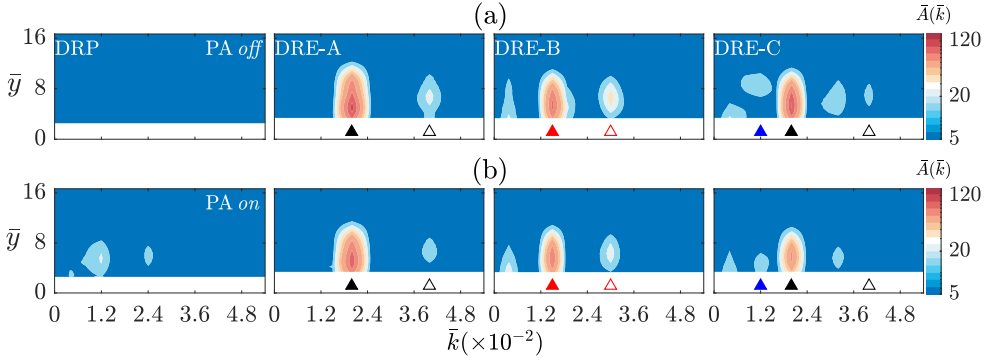 (a)
Ā(k̄)
16 DRP PA off DRE-A DRE-B DRE-C 120
ȳ 8 20
0 5
(b)
Ā(k̄)
16 PA on 120
ȳ 8 20
0 5
0 1.2 2.4 3.6 4.8 0 1.2 2.4 3.6 4.8 0 1.2 2.4 3.6 4.8 0 1.2 2.4 3.6 4.8
k̄(×10⁻²)